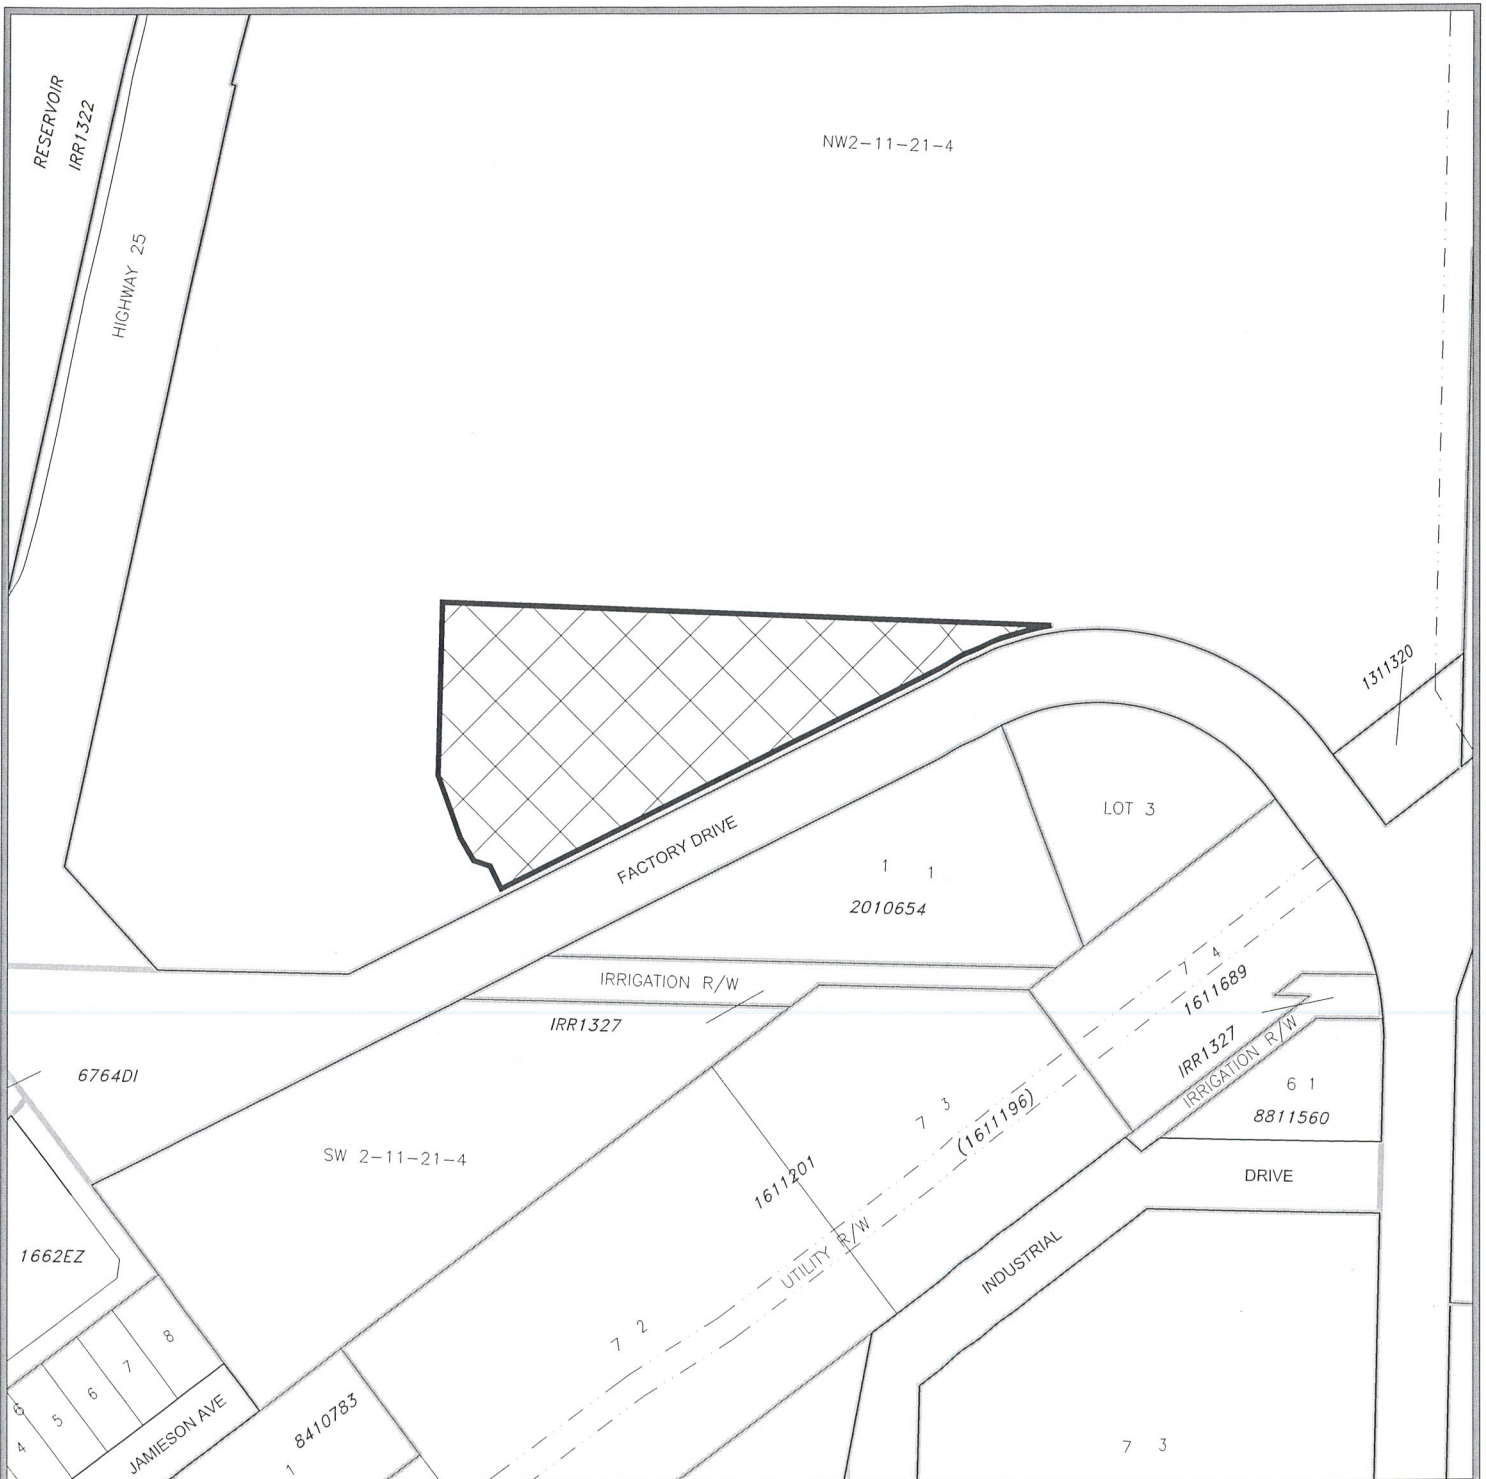 RESERVOIR
IRR1322
NW2-11-21-4
HIGHWAY 25
1311320
LOT 3
FACTORY DRIVE
1 1
2010654
7 4
1611689
IRRIGATION R/W
IRR1327
IRR1327
IRRIGATION R/W
6 1
8811560
6764DI
7 3
(1611196)
SW 2-11-21-4
1611201
DRIVE
UTILITY R/W
INDUSTRIAL
1662EZ
7 2
8
7
6
5
6
4
JAMIESON AVE
8410783
1
7 3